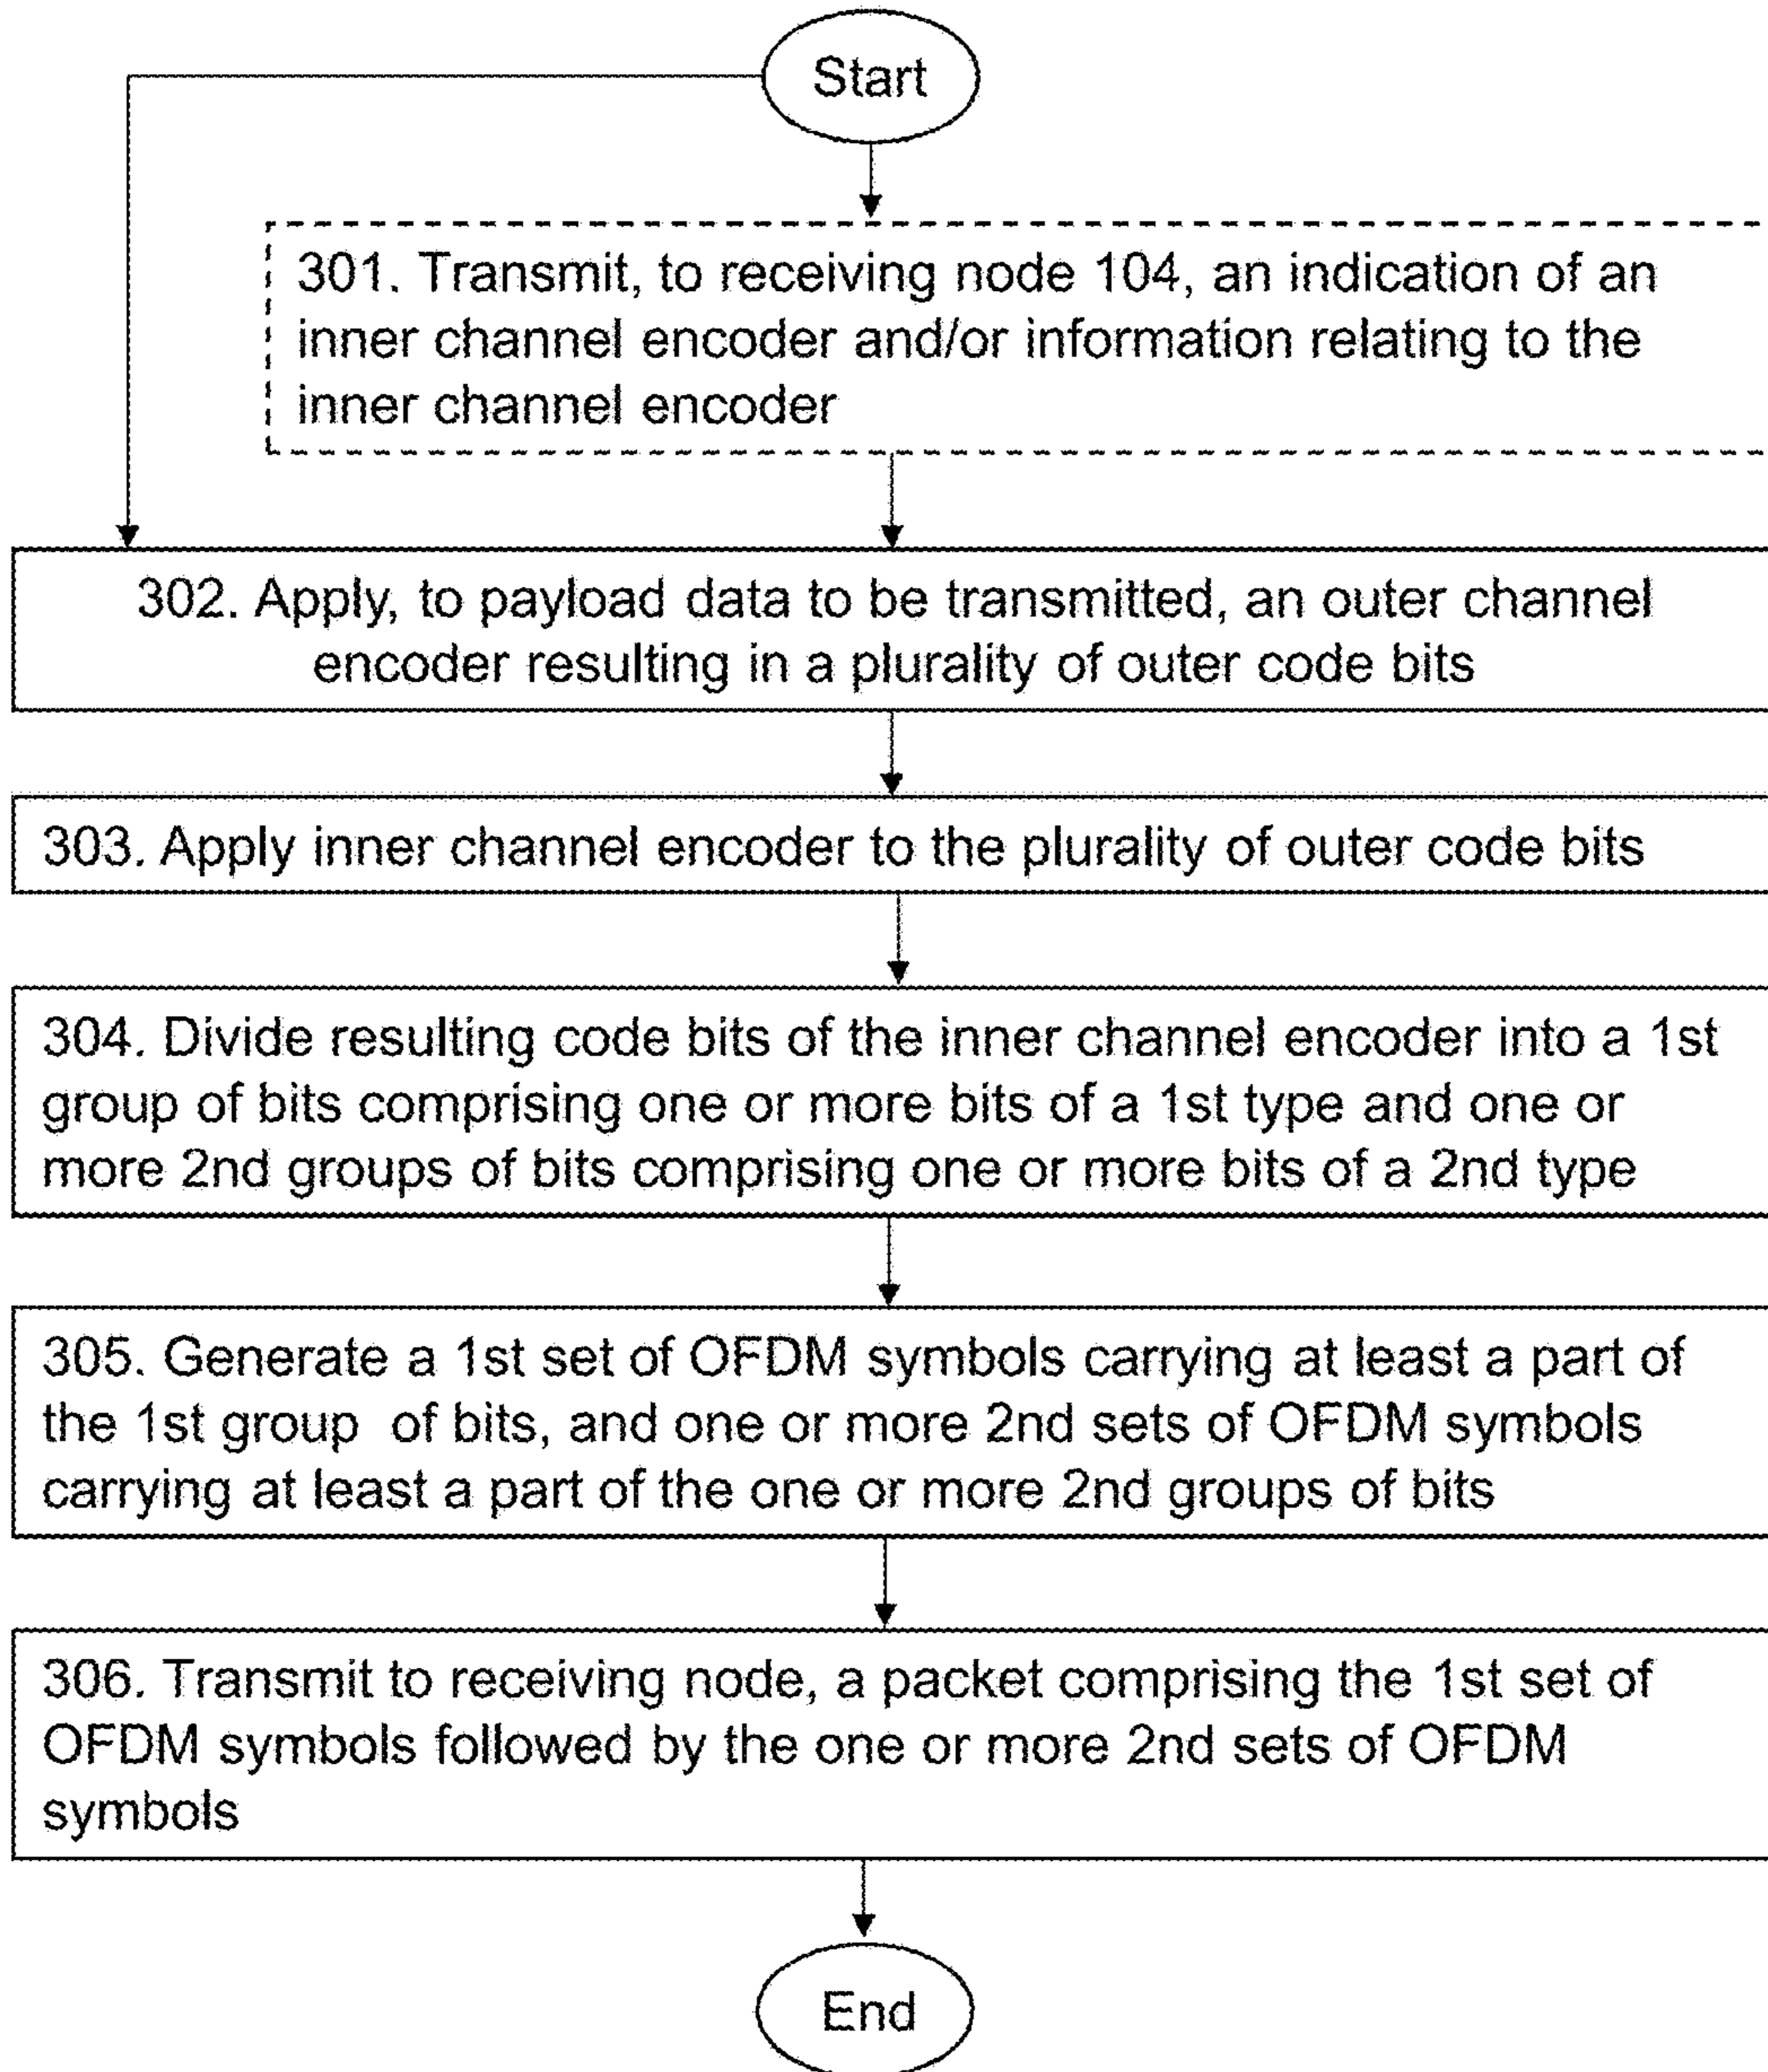 Start
301. Transmit, to receiving node 104, an indication of an
inner channel encoder and/or information relating to the
inner channel encoder
302. Apply, to payload data to be transmitted, an outer channel
encoder resulting in a plurality of outer code bits
303. Apply inner channel encoder to the plurality of outer code bits
304. Divide resulting code bits of the inner channel encoder into a 1st
group of bits comprising one or more bits of a 1st type and one or
more 2nd groups of bits comprising one or more bits of a 2nd type
305. Generate a 1st set of OFDM symbols carrying at least a part of
the 1st group of bits, and one or more 2nd sets of OFDM symbols
carrying at least a part of the one or more 2nd groups of bits
306. Transmit to receiving node, a packet comprising the 1st set of
OFDM symbols followed by the one or more 2nd sets of OFDM
symbols
End